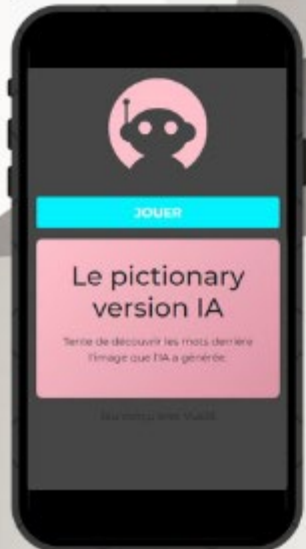 JOUER
Le pictionary
version IA
Tente de découvrir les mots derrière
l'image que l'IA a générée.